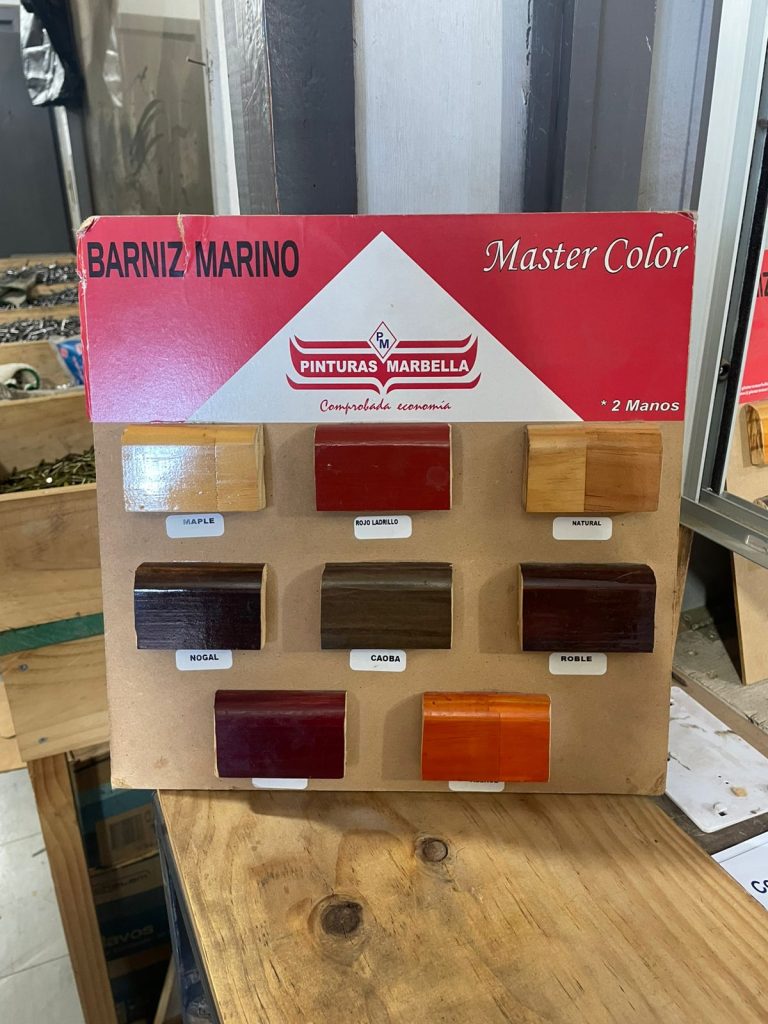 BARNIZ MARINO
Master Color
PM
PINTURAS MARBELLA
Comprobada economía
* 2 Manos
MAPLE
ROJO LADRILLO
NATURAL
NOGAL
CAOBA
ROBLE